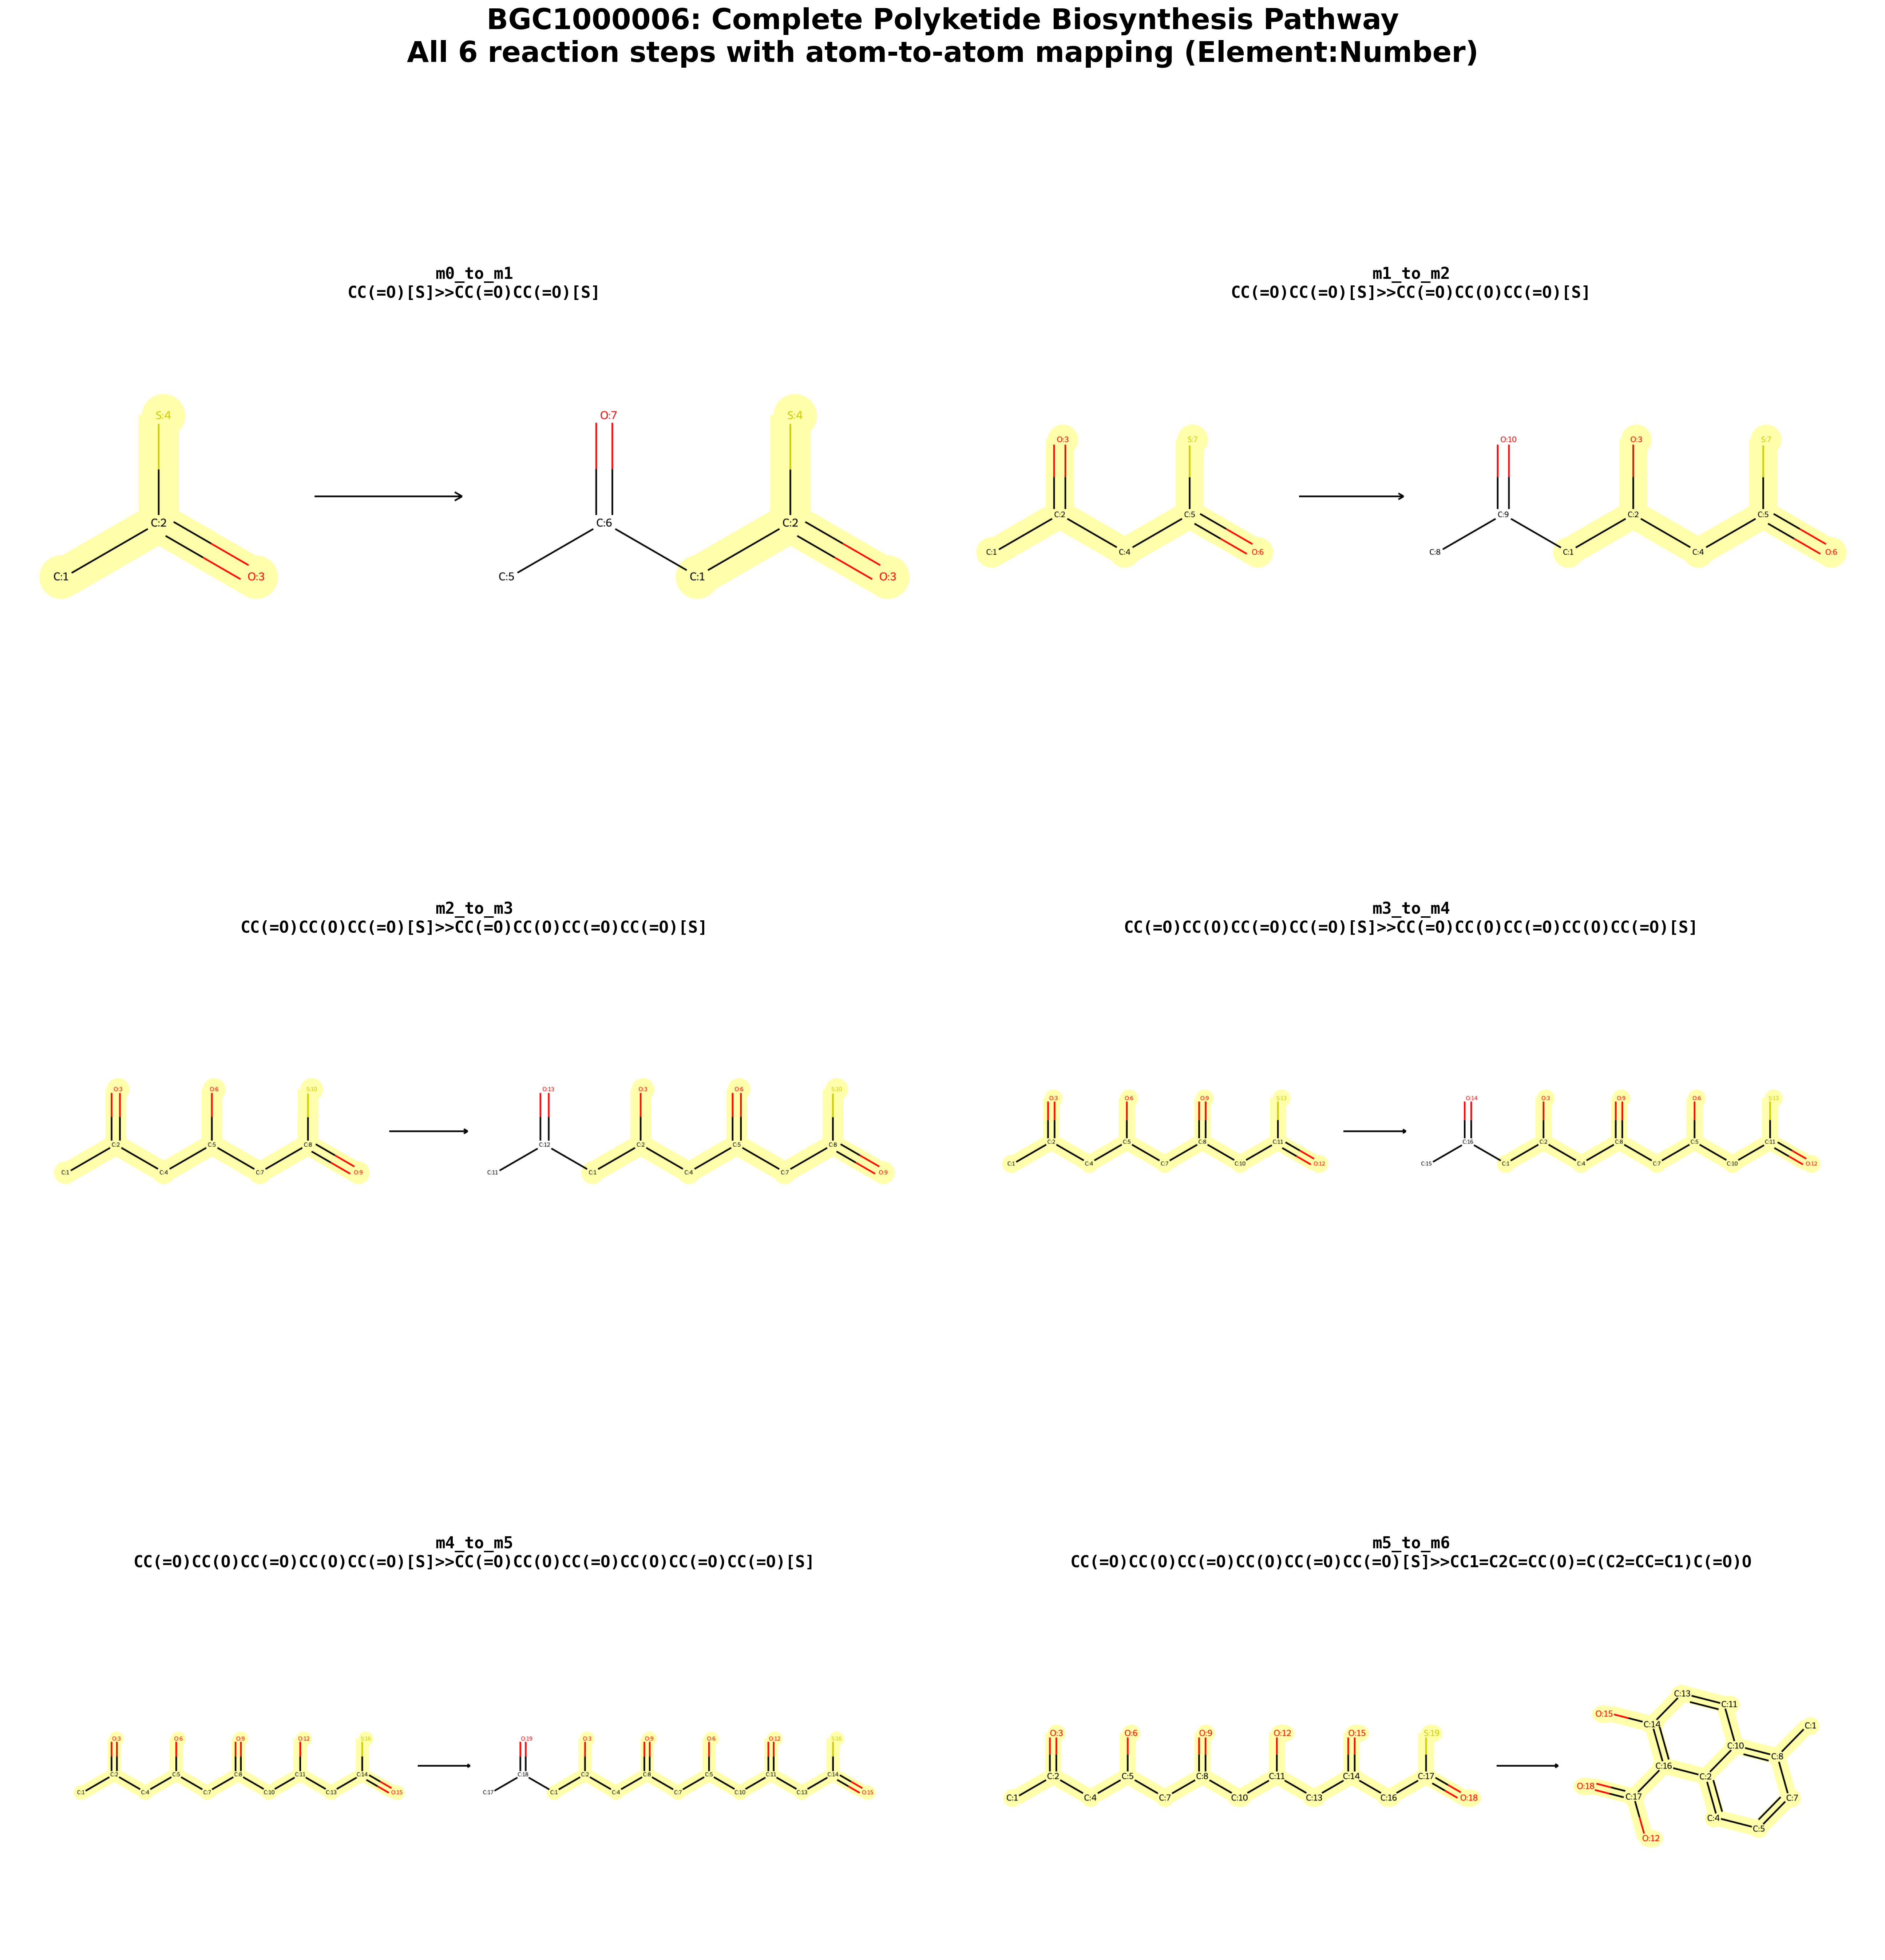 BGC1000006: Complete Polyketide Biosynthesis Pathway
All 6 reaction steps with atom-to-atom mapping (Element:Number)
m0_to_m1
CC(=O)[S]>>CC(=O)CC(=O)[S]
S:4
C:2
C:1
O:3
O:7
S:4
C:6
C:2
C:5
C:1
O:3
m1_to_m2
CC(=O)CC(=O)[S]>>CC(=O)CC(O)CC(=O)[S]
O:3
S:7
C:2
C:5
C:1
C:4
O:6
O:10
O:3
S:7
C:9
C:2
C:5
C:8
C:1
C:4
O:6
m2_to_m3
CC(=O)CC(O)CC(=O)[S]>>CC(=O)CC(O)CC(=O)CC(=O)[S]
O:3
O:6
S:10
C:2
C:5
C:8
C:1
C:4
C:7
O:9
O:13
O:3
O:6
S:10
C:12
C:2
C:5
C:8
C:11
C:1
C:4
C:7
O:9
m3_to_m4
CC(=O)CC(O)CC(=O)CC(=O)[S]>>CC(=O)CC(O)CC(=O)CC(O)CC(=O)[S]
O:3
O:6
O:9
S:13
C:2
C:5
C:8
C:11
C:1
C:4
C:7
C:10
O:12
O:14
O:3
O:9
O:6
S:13
C:16
C:2
C:8
C:5
C:11
C:15
C:1
C:4
C:7
C:10
O:12
m4_to_m5
CC(=O)CC(O)CC(=O)CC(O)CC(=O)[S]>>CC(=O)CC(O)CC(=O)CC(O)CC(=O)CC(=O)[S]
O:3
O:6
O:9
O:12
S:16
C:2
C:5
C:8
C:11
C:14
C:1
C:4
C:7
C:10
C:13
O:15
O:19
O:3
O:9
O:6
O:12
S:16
C:18
C:2
C:8
C:5
C:11
C:14
C:17
C:1
C:4
C:7
C:10
C:13
O:15
m5_to_m6
CC(=O)CC(O)CC(=O)CC(O)CC(=O)CC(=O)[S]>>CC1=C2C=CC(O)=C(C2=CC=C1)C(=O)O
O:3
O:6
O:9
O:12
O:15
S:19
C:2
C:5
C:8
C:11
C:14
C:17
C:1
C:4
C:7
C:10
C:13
C:16
O:18
C:13
C:11
O:15
C:14
C:1
C:10
C:8
C:16
C:2
O:18
C:17
C:7
C:4
C:5
O:12